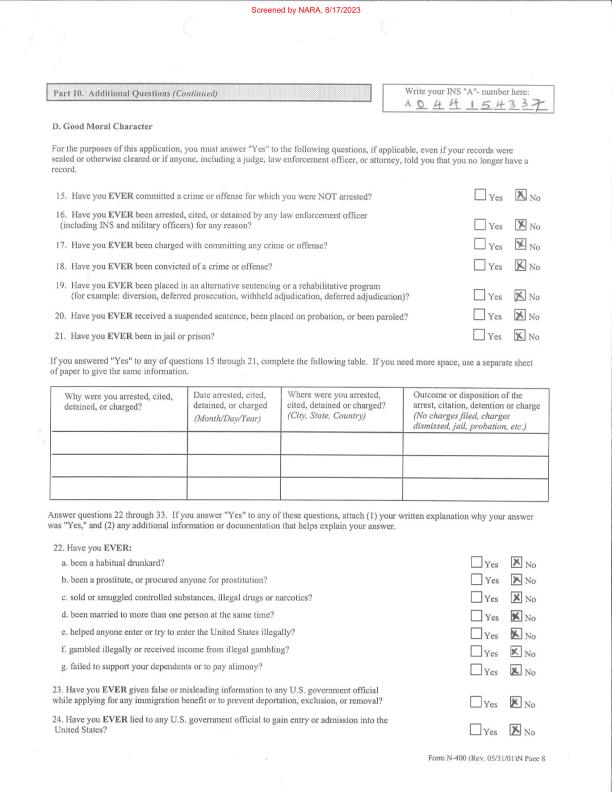 Screened by NARA, 8/17/2023
Part 10. Additional Questions (Continued)
Write your INS "A"- number here:
A 0 4 4 1 5 4 3 3 7
D. Good Moral Character
For the purposes of this application, you must answer "Yes" to the following questions, if applicable, even if your records were
sealed or otherwise cleared or if anyone, including a judge, law enforcement officer, or attorney, told you that you no longer have a
record.
15. Have you EVER committed a crime or offense for which you were NOT arrested? Yes X No
16. Have you EVER been arrested, cited, or detained by any law enforcement officer
(including INS and military officers) for any reason? Yes X No
17. Have you EVER been charged with committing any crime or offense? Yes X No
18. Have you EVER been convicted of a crime or offense? Yes X No
19. Have you EVER been placed in an alternative sentencing or a rehabilitative program
(for example: diversion, deferred prosecution, withheld adjudication, deferred adjudication)? Yes X No
20. Have you EVER received a suspended sentence, been placed on probation, or been paroled? Yes X No
21. Have you EVER been in jail or prison? Yes X No
If you answered "Yes" to any of questions 15 through 21, complete the following table. If you need more space, use a separate sheet
of paper to give the same information.
Why were you arrested, cited, Date arrested, cited, Where were you arrested, Outcome or disposition of the
detained, or charged? detained, or charged cited, detained or charged? arrest, citation, detention or charge
(Month/Day/Year) (City, State, Country) (No charges filed, charges
dismissed, jail, probation, etc.)
Answer questions 22 through 33. If you answer "Yes" to any of these questions, attach (1) your written explanation why your answer
was "Yes," and (2) any additional information or documentation that helps explain your answer.
22. Have you EVER:
a. been a habitual drunkard? Yes X No
b. been a prostitute, or procured anyone for prostitution? Yes X No
c. sold or smuggled controlled substances, illegal drugs or narcotics? Yes X No
d. been married to more than one person at the same time? Yes X No
e. helped anyone enter or try to enter the United States illegally? Yes X No
f. gambled illegally or received income from illegal gambling? Yes X No
g. failed to support your dependents or to pay alimony? Yes X No
23. Have you EVER given false or misleading information to any U.S. government official
while applying for any immigration benefit or to prevent deportation, exclusion, or removal? Yes X No
24. Have you EVER lied to any U.S. government official to gain entry or admission into the
United States? Yes X No
Form N-400 (Rev. 05/31/01)N Page 8